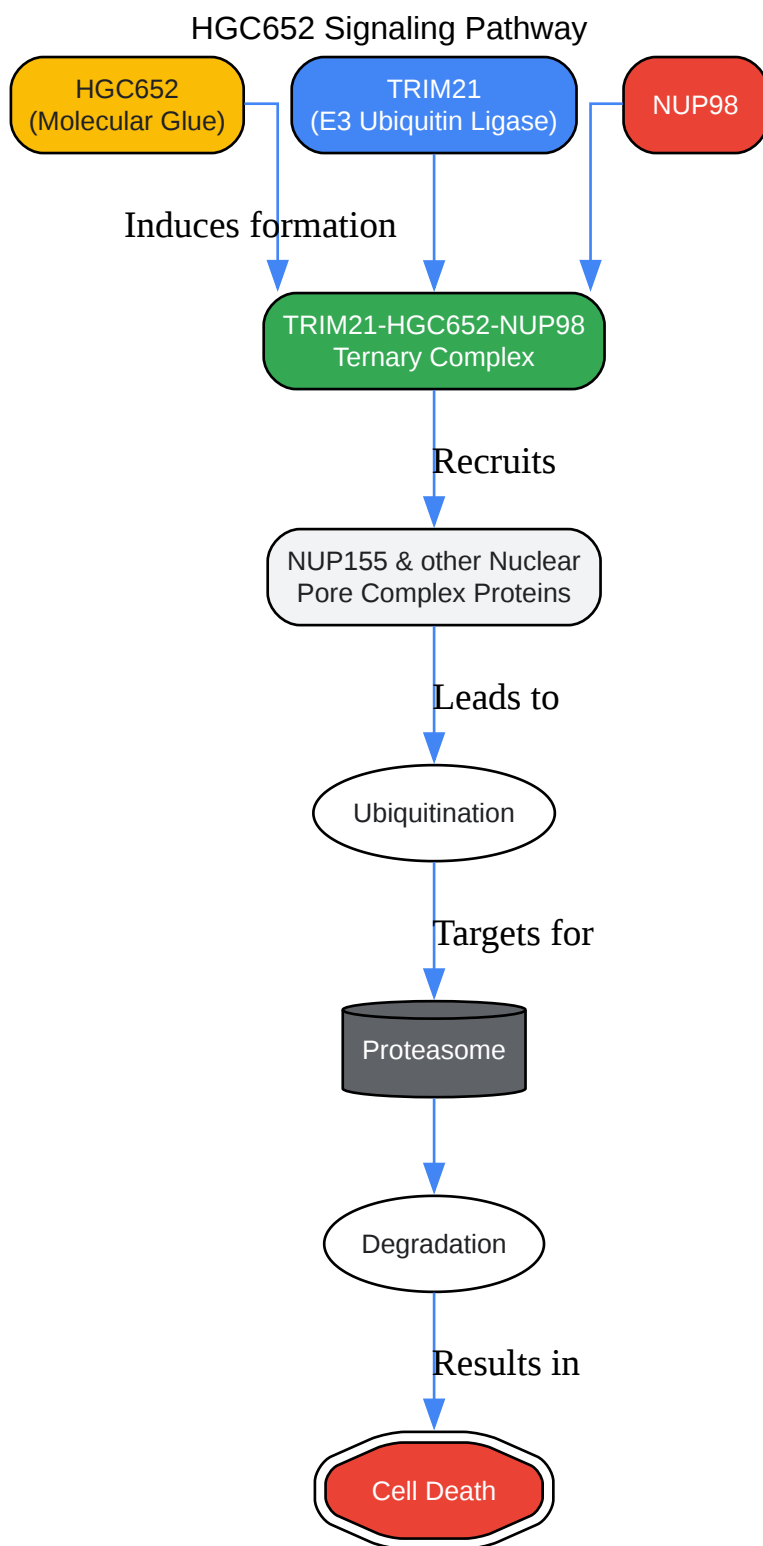 HGC652 Signaling Pathway
HGC652
(Molecular Glue)
TRIM21
(E3 Ubiquitin Ligase)
NUP98
Induces formation
TRIM21-HGC652-NUP98
Ternary Complex
Recruits
NUP155 & other Nuclear
Pore Complex Proteins
Leads to
Ubiquitination
Targets for
Proteasome
Degradation
Results in
Cell Death